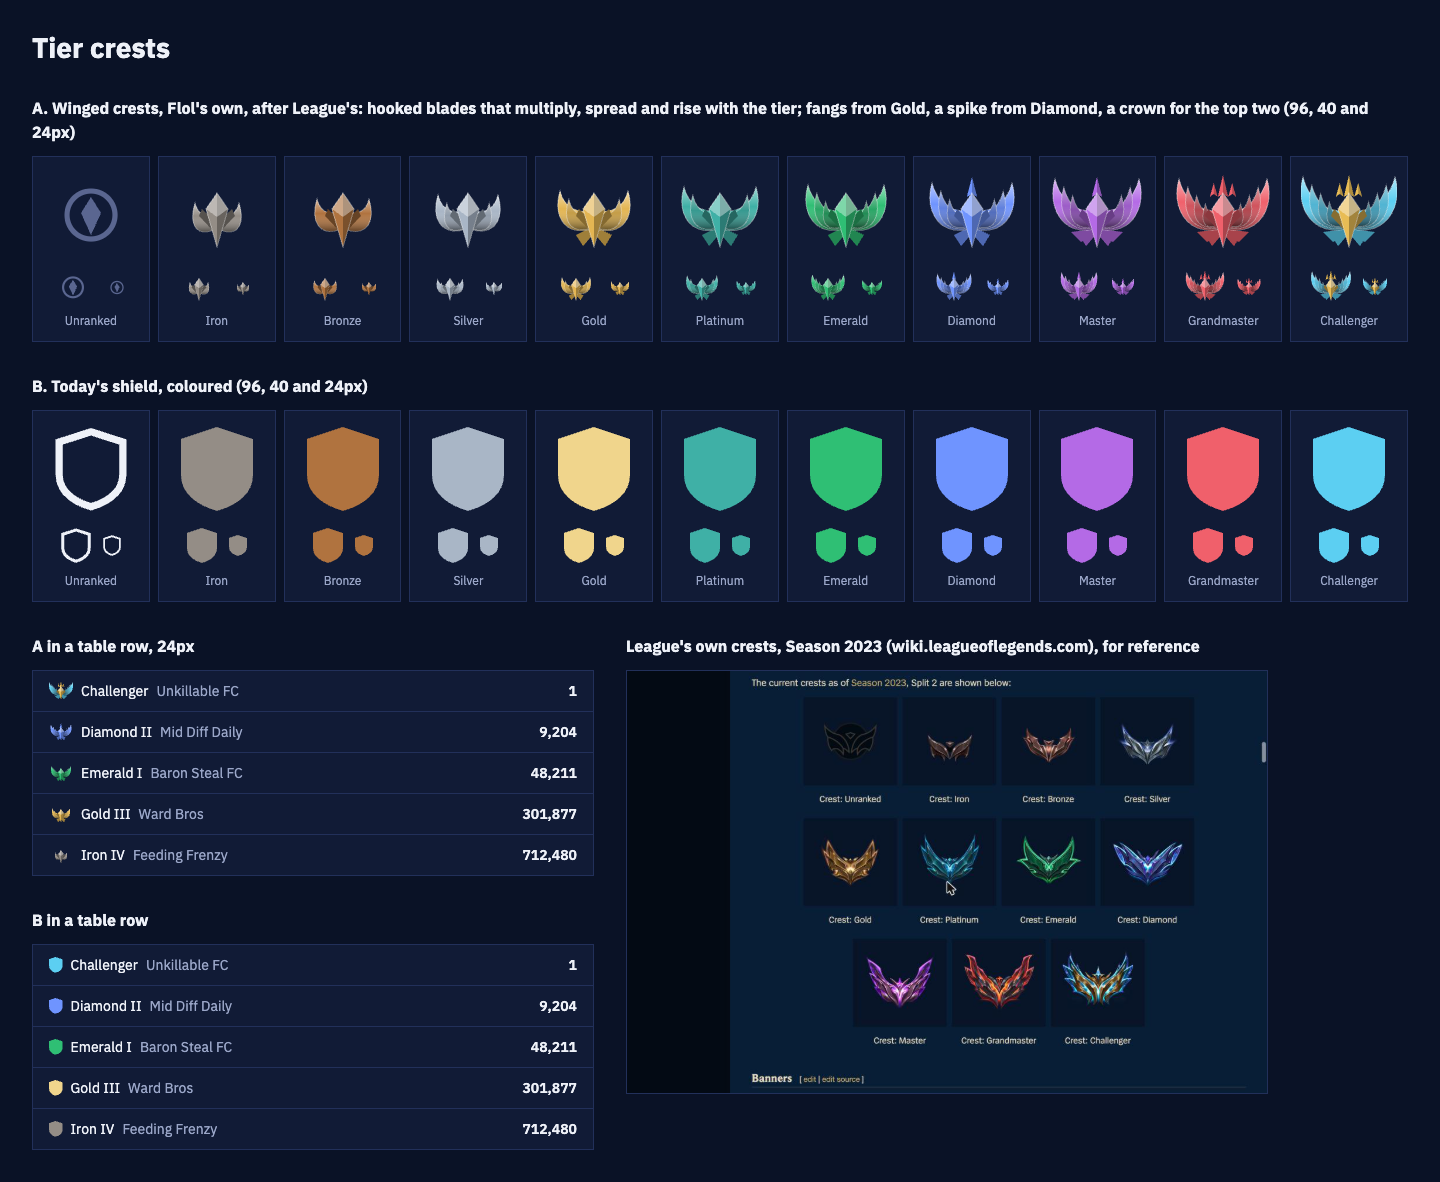 Tier crests
A. Winged crests, Flol's own, after League's: hooked blades that multiply, spread and rise with the tier; fangs from Gold, a spike from Diamond, a crown for the top two (96, 40 and
24px)
Unranked Iron Bronze Silver Gold Platinum Emerald Diamond Master Grandmaster Challenger
B. Today's shield, coloured (96, 40 and 24px)
Unranked Iron Bronze Silver Gold Platinum Emerald Diamond Master Grandmaster Challenger
A in a table row, 24px
Challenger Unkillable FC 1
Diamond II Mid Diff Daily 9,204
Emerald I Baron Steal FC 48,211
Gold III Ward Bros 301,877
Iron IV Feeding Frenzy 712,480
B in a table row
Challenger Unkillable FC 1
Diamond II Mid Diff Daily 9,204
Emerald I Baron Steal FC 48,211
Gold III Ward Bros 301,877
Iron IV Feeding Frenzy 712,480
League's own crests, Season 2023 (wiki.leagueoflegends.com), for reference
The current crests as of Season 2023, Split 2 are shown below:
Crest: Unranked Crest: Iron Crest: Bronze Crest: Silver
Crest: Gold Crest: Platinum Crest: Emerald Crest: Diamond
Crest: Master Crest: Grandmaster Crest: Challenger
Banners [ edit | edit source ]